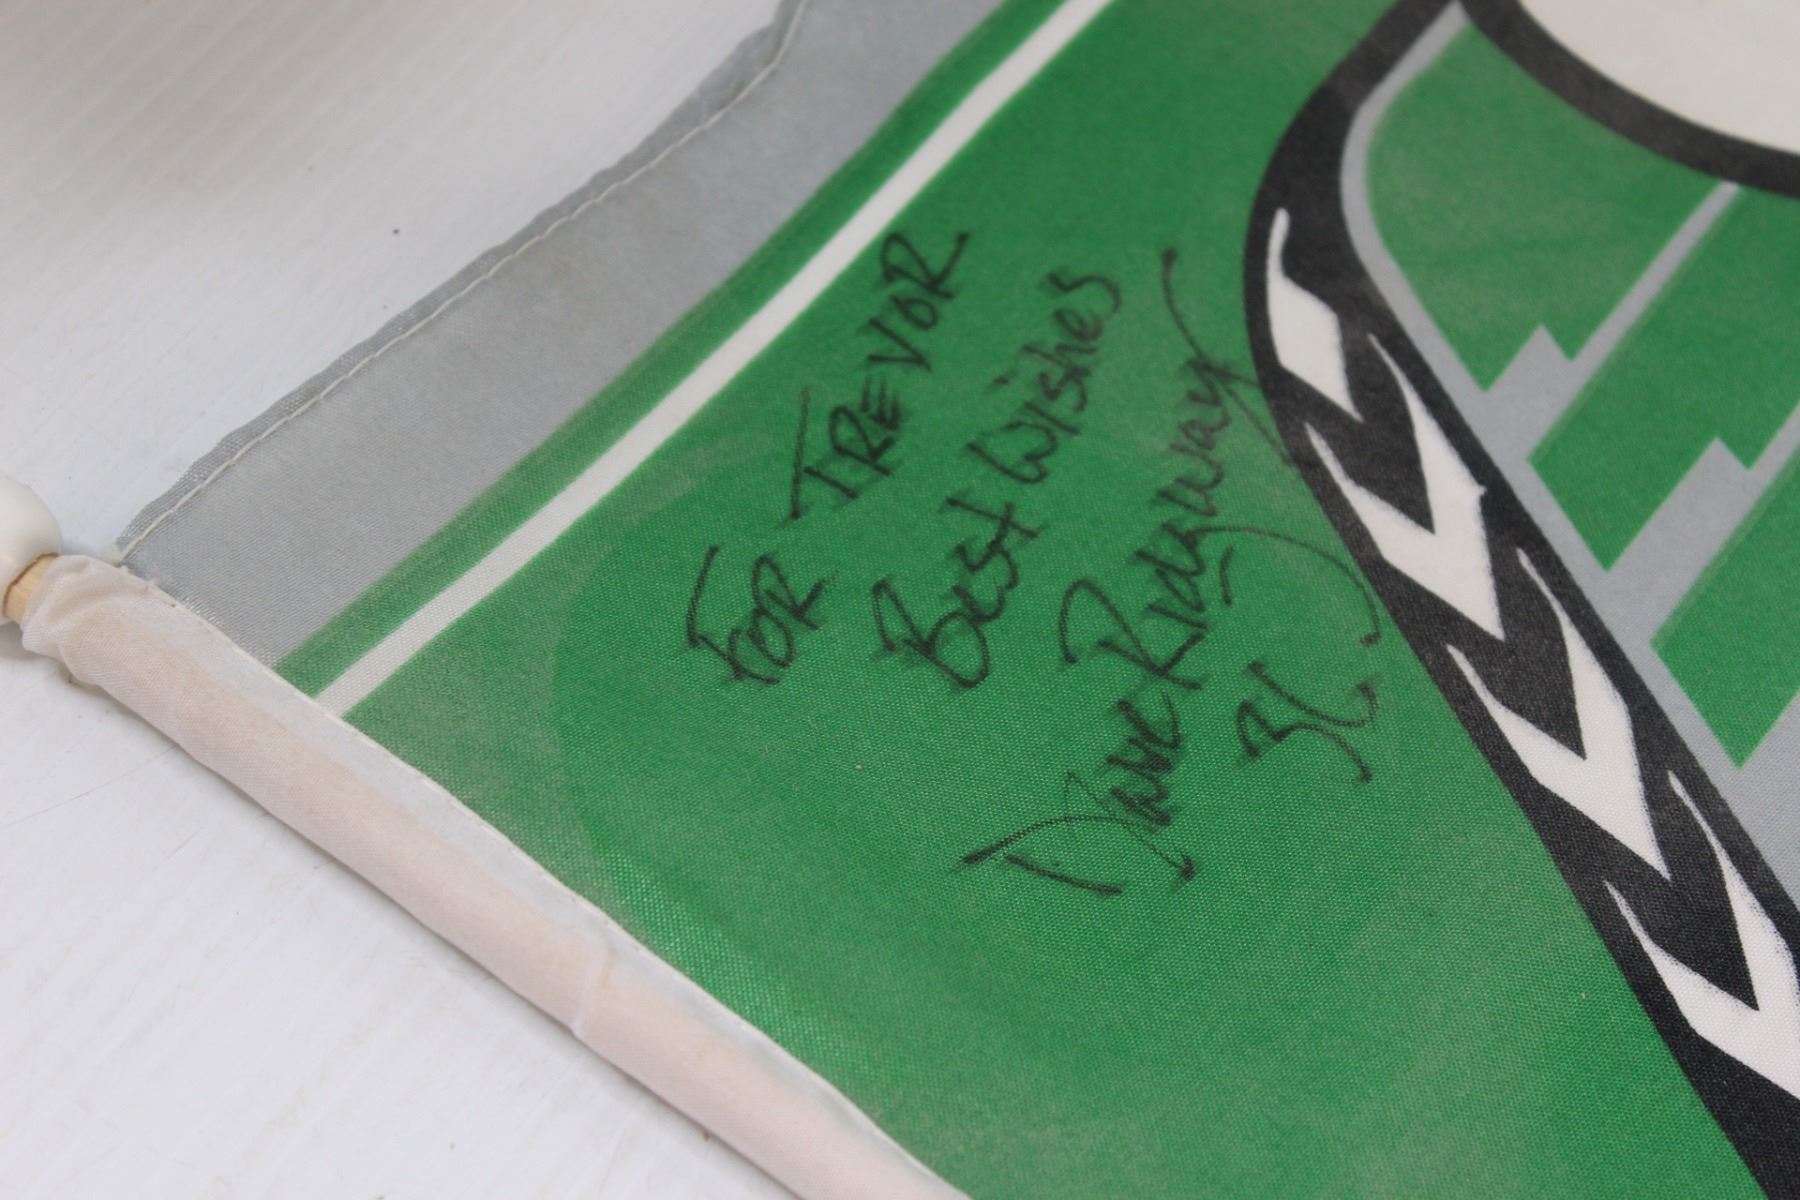 FOR TREVOR
Best Wishes
Dave Ridgway
36